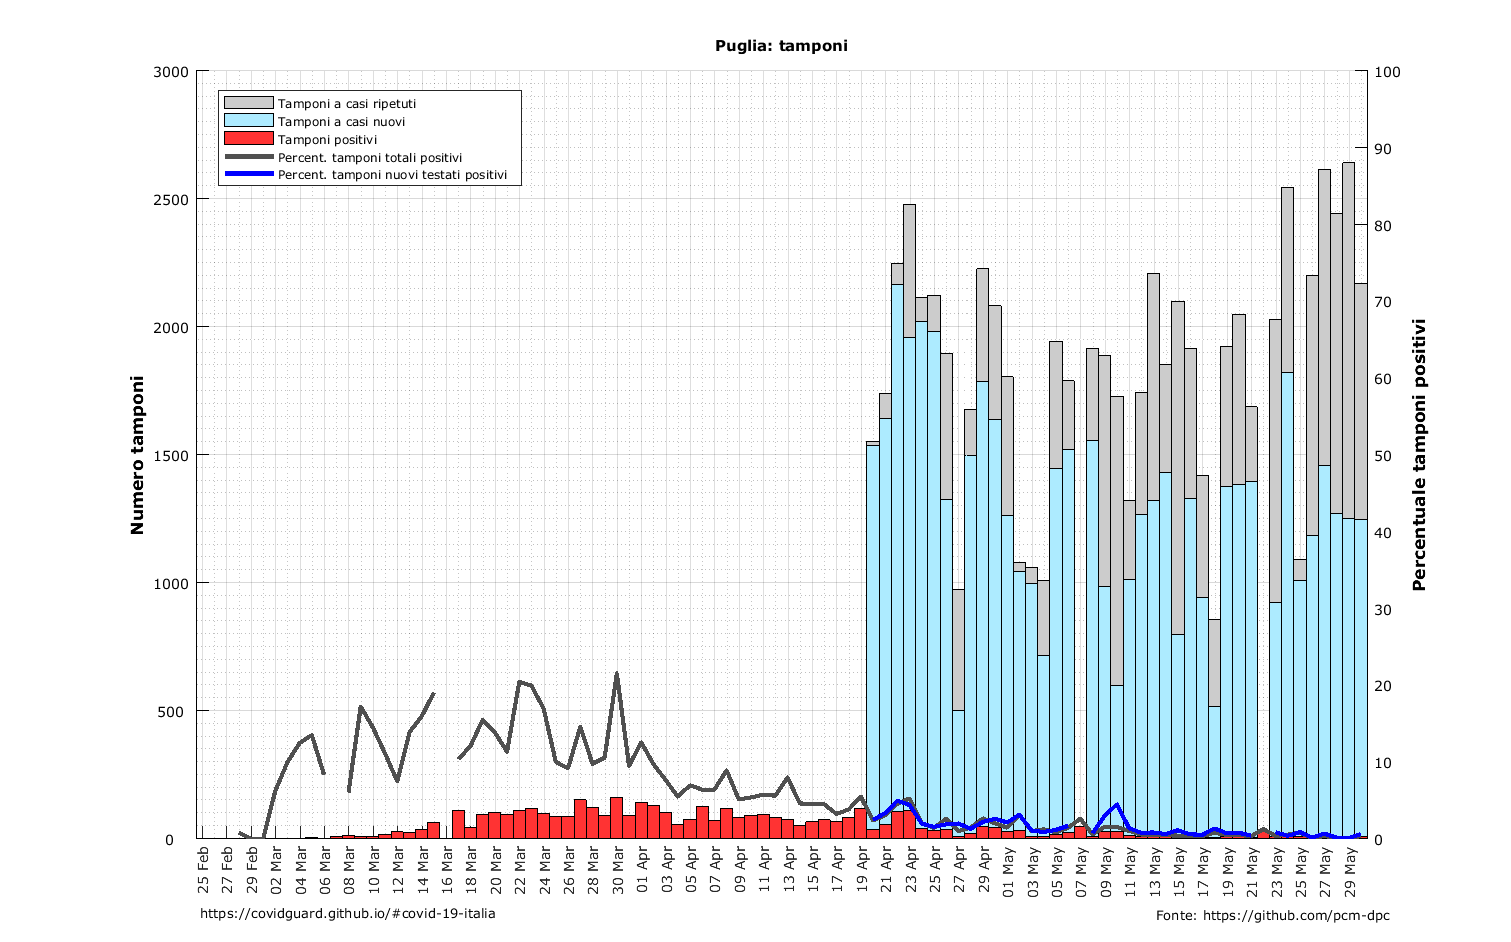 Puglia: tamponi
Tamponi a casi ripetuti
Tamponi a casi nuovi
Tamponi positivi
Percent. tamponi totali positivi
Percent. tamponi nuovi testati positivi
Numero tamponi
3000
2500
2000
1500
1000
500
0
Percentuale tamponi positivi
100
90
80
70
60
50
40
30
20
10
0
25 Feb
27 Feb
29 Feb
02 Mar
04 Mar
06 Mar
08 Mar
10 Mar
12 Mar
14 Mar
16 Mar
18 Mar
20 Mar
22 Mar
24 Mar
26 Mar
28 Mar
30 Mar
01 Apr
03 Apr
05 Apr
07 Apr
09 Apr
11 Apr
13 Apr
15 Apr
17 Apr
19 Apr
21 Apr
23 Apr
25 Apr
27 Apr
29 Apr
01 May
03 May
05 May
07 May
09 May
11 May
13 May
15 May
17 May
19 May
21 May
23 May
25 May
27 May
29 May
https://covidguard.github.io/#covid-19-italia
Fonte: https://github.com/pcm-dpc